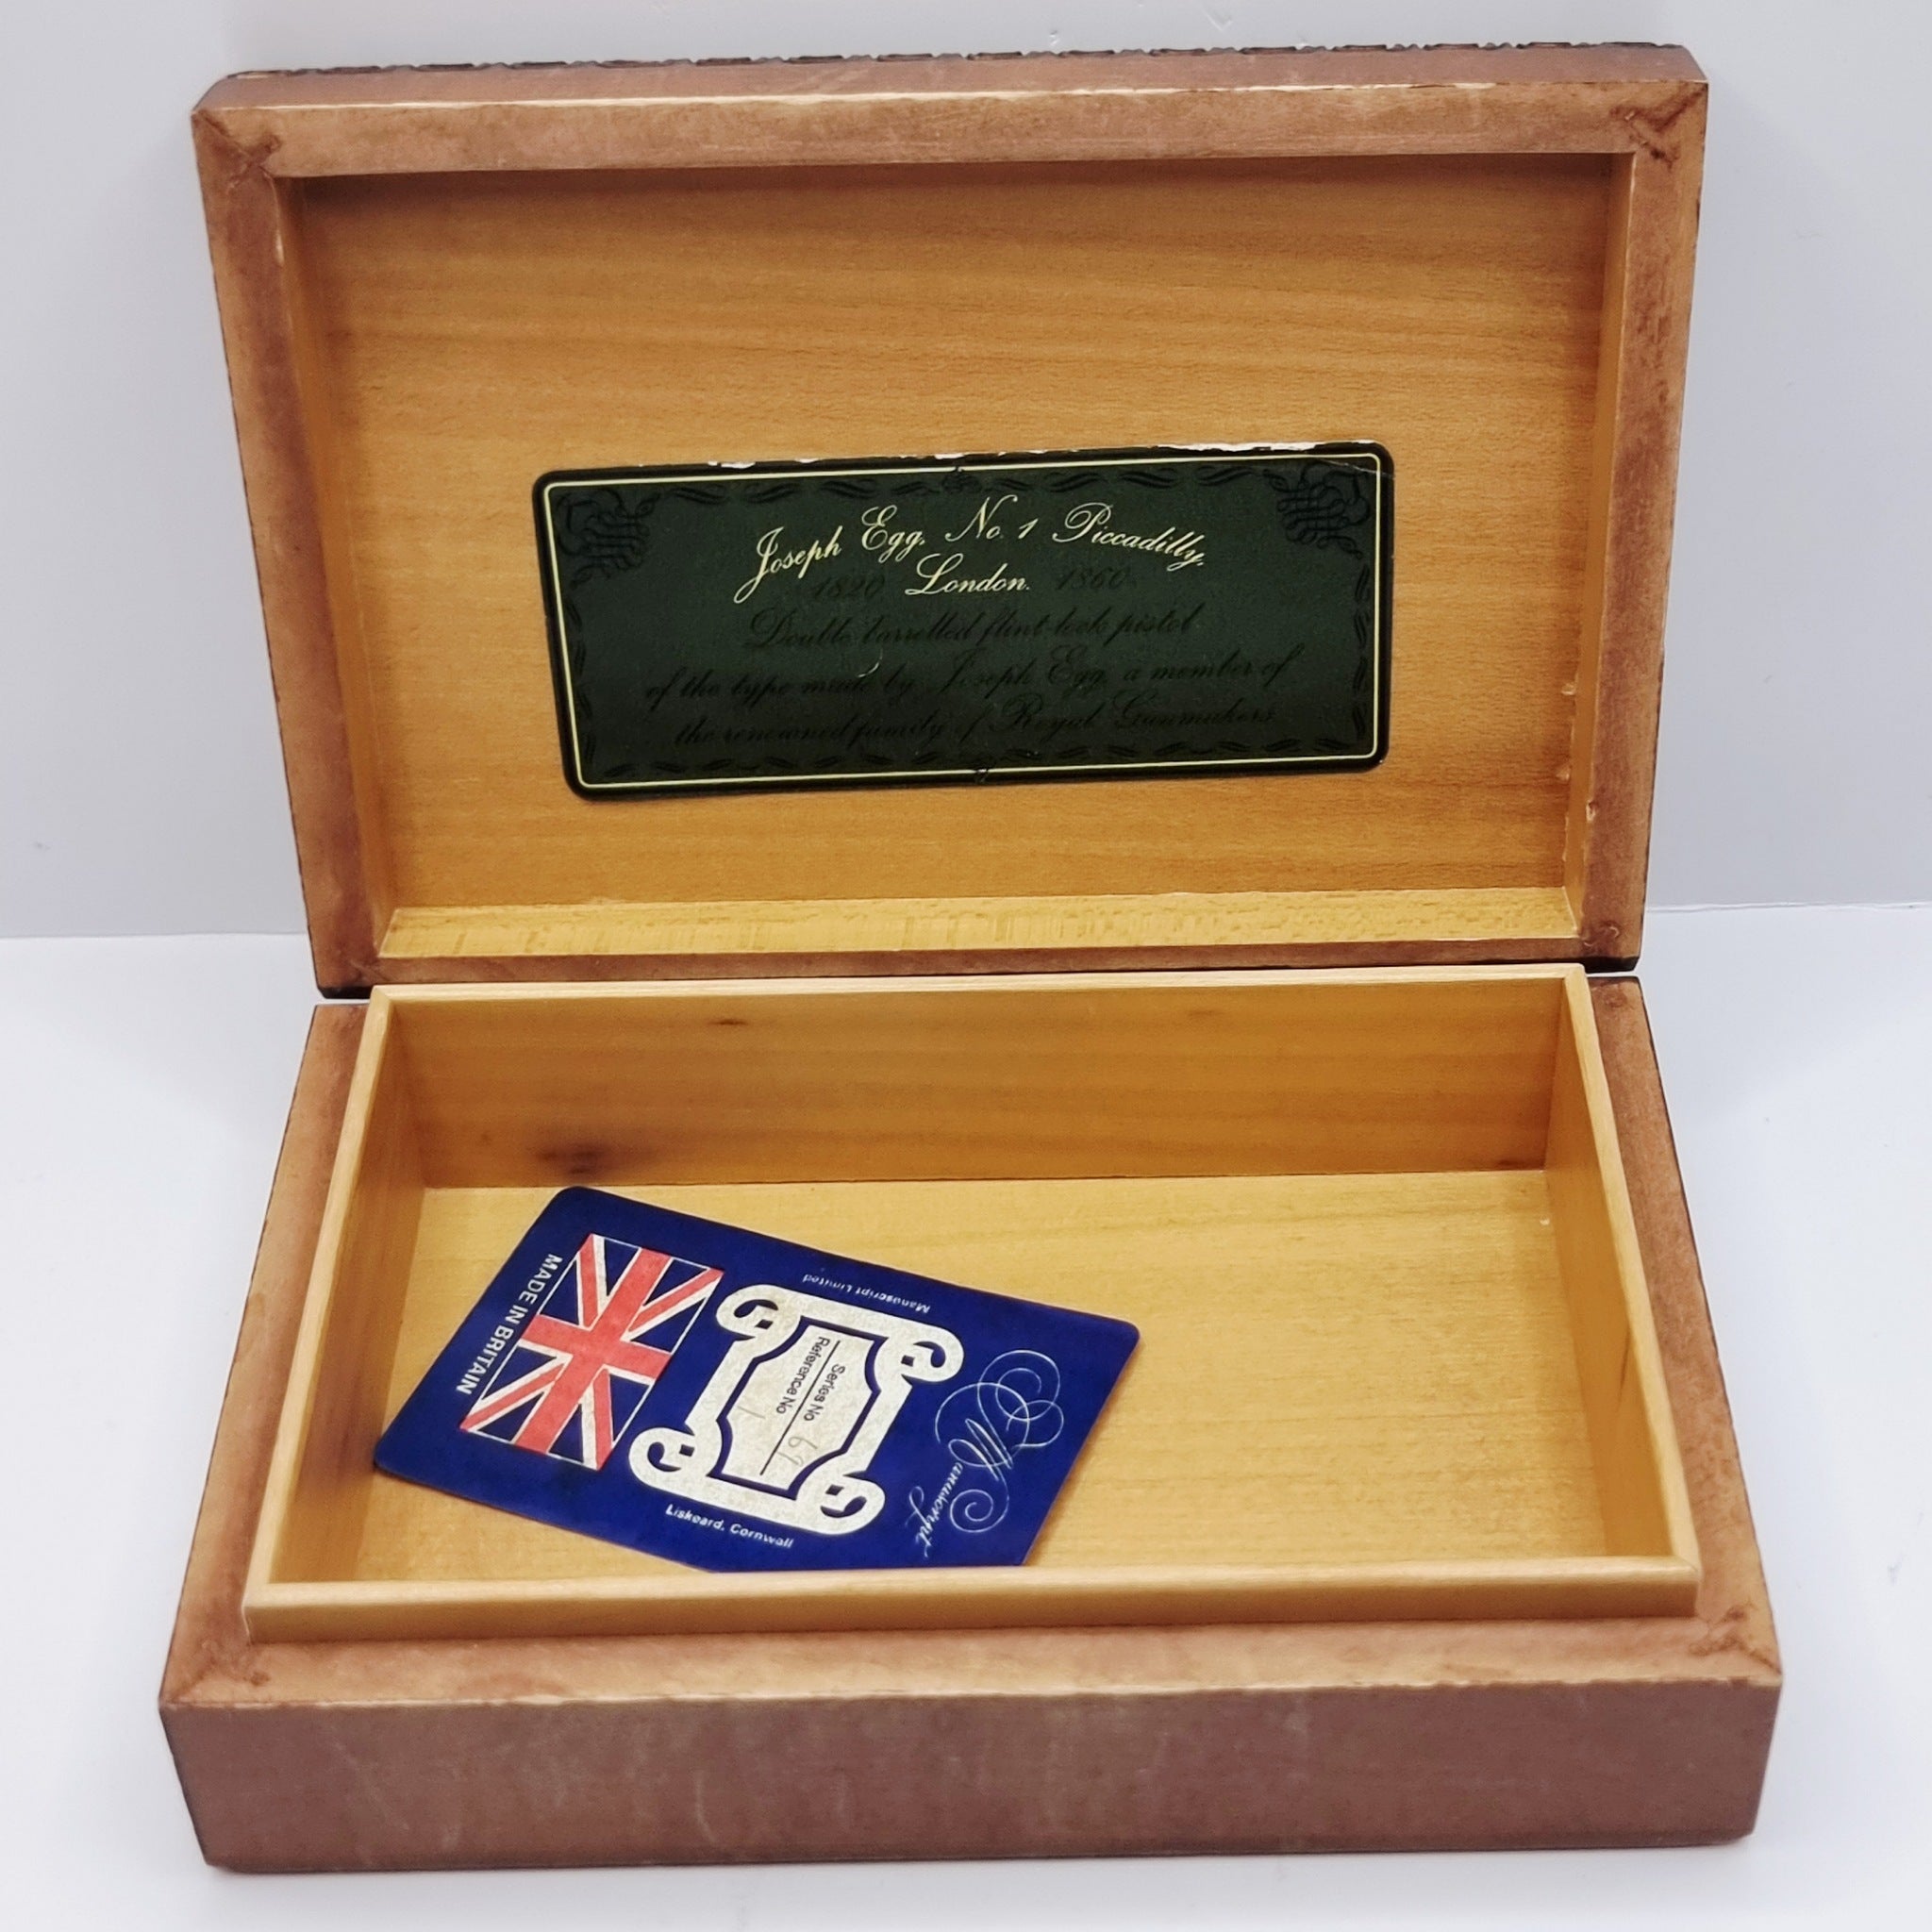 Joseph Egg, No. 1 Piccadilly,
1820 London. 1860
Double barrelled flint-lock pistol
of the type made by Joseph Egg, a member of
the renowned family of Royal Gunmakers
Manuscript
Manuscript Limited
Series No 69
Reference No 1
Liskeard, Cornwall
MADE IN BRITAIN